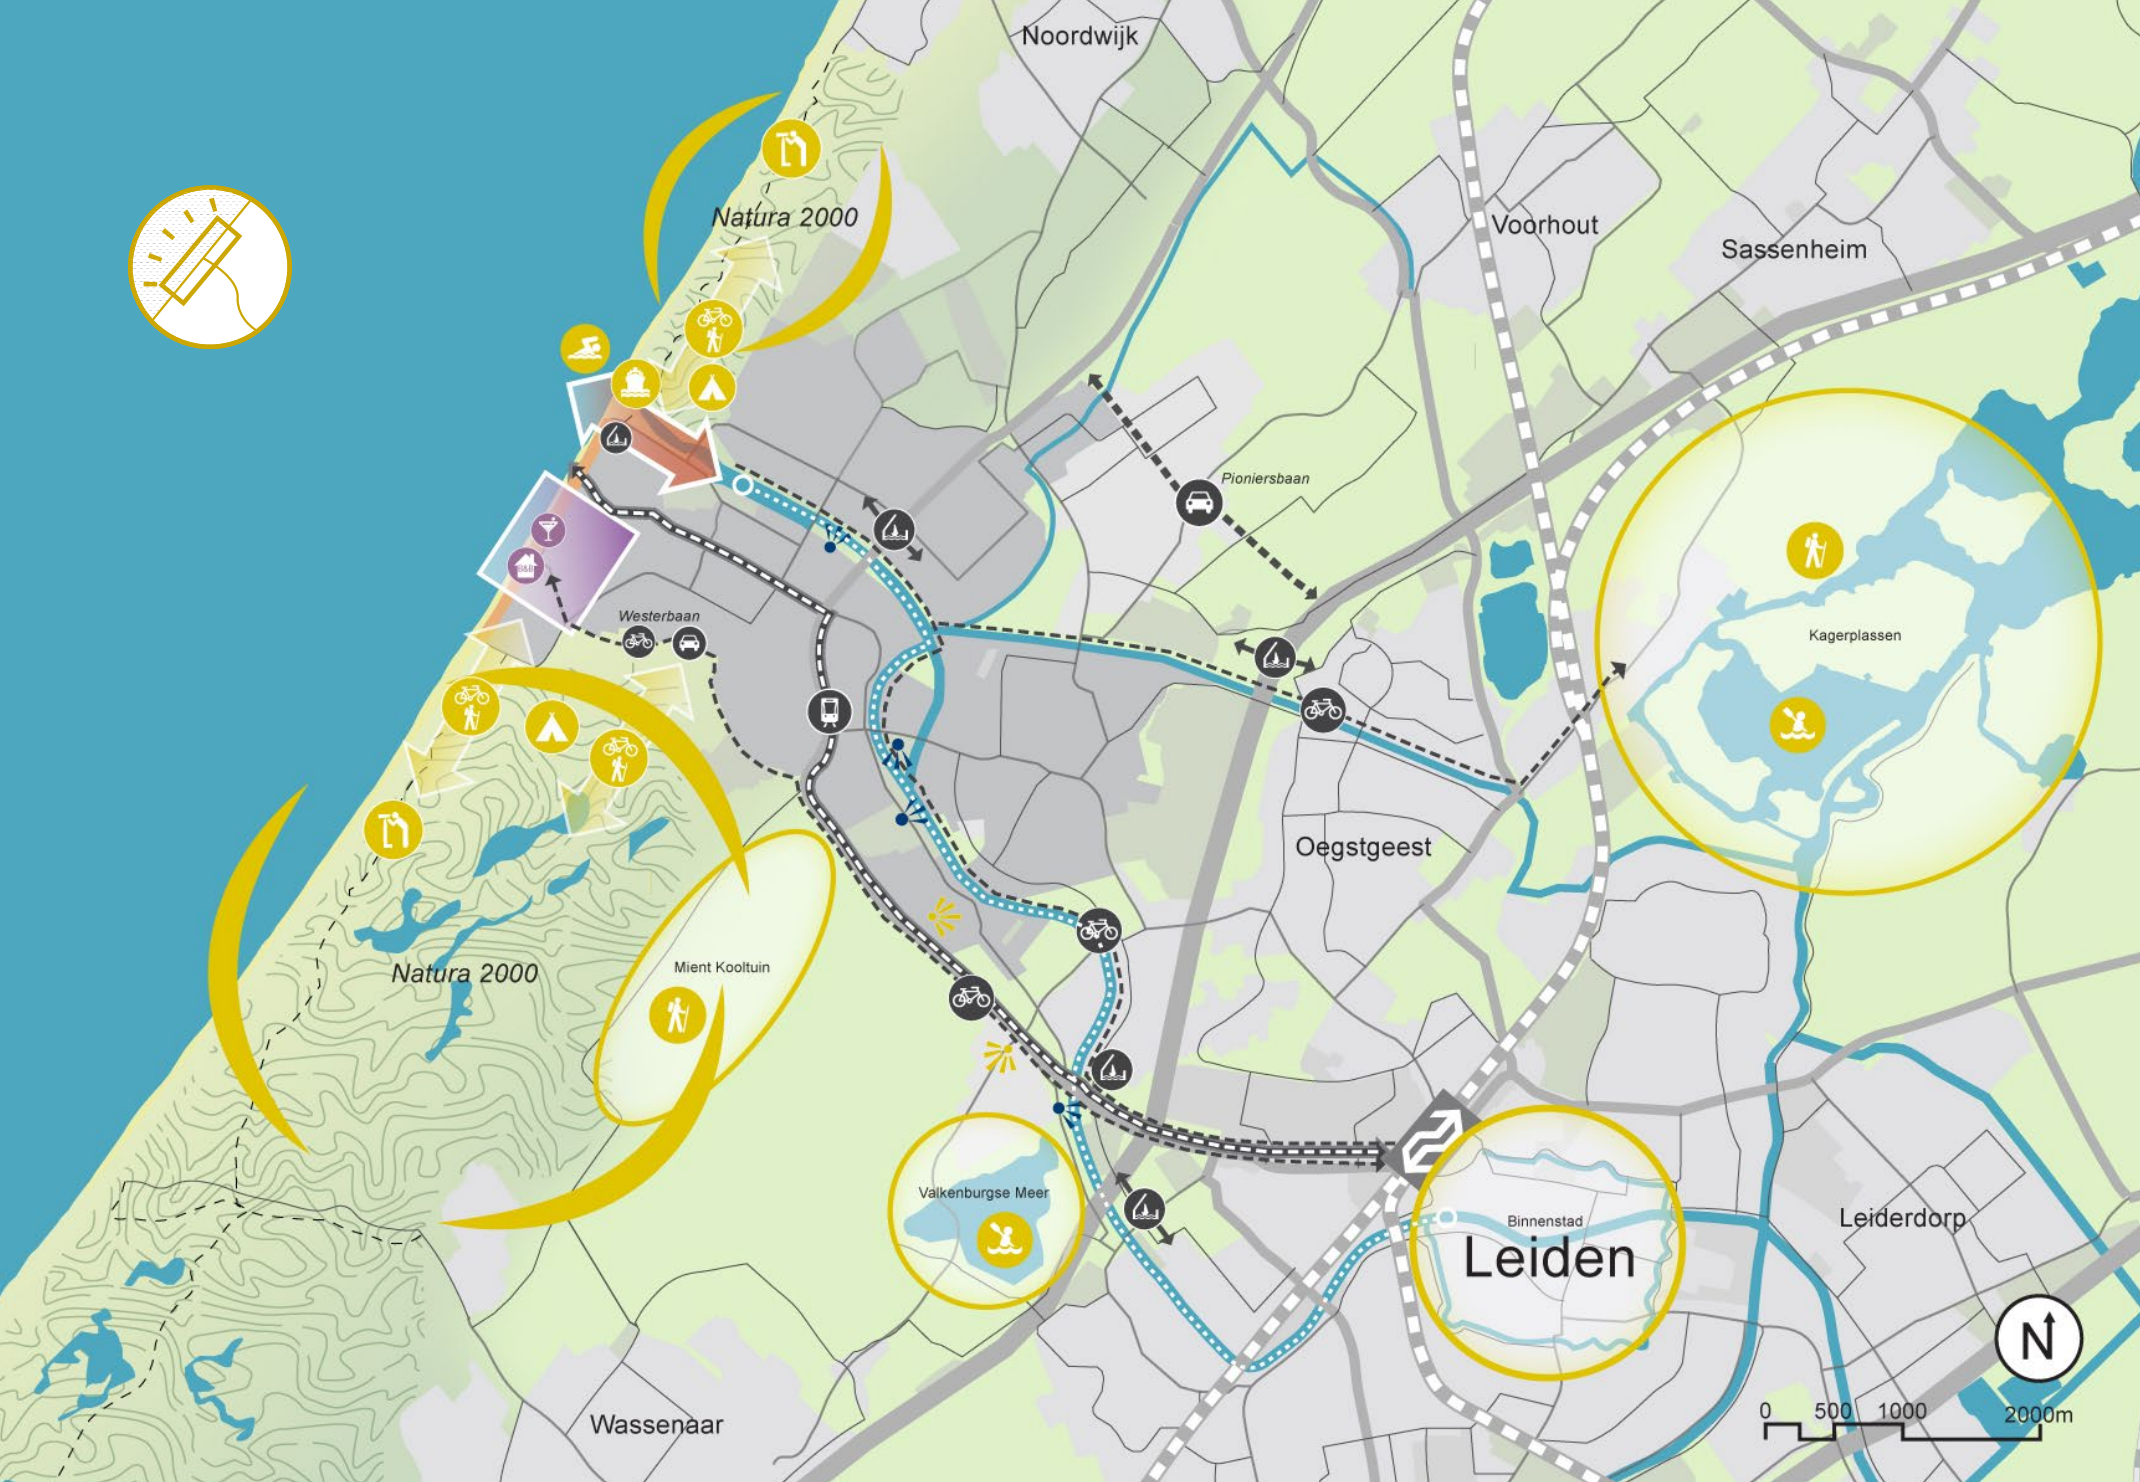 Noordwijk
Natura 2000
Voorhout
Sassenheim
Pioniersbaan
Westerbaan
B&B
Kagerplassen
Oegstgeest
Natura 2000
Mient Kooltuin
Valkenburgse Meer
Binnenstad
Leiden
Leiderdorp
Wassenaar
N
0 500 1000 2000m